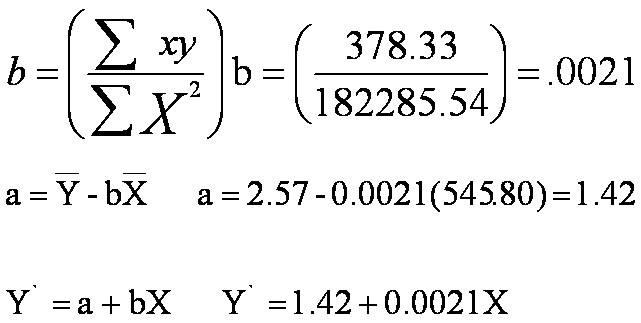 b = (∑ xy / ∑ X²) b = (378.33 / 182285.54) = .0021
a = Y̅ - bX̅ a = 2.57 - 0.0021(545.80) = 1.42
Y` = a + bX Y` = 1.42 + 0.0021X